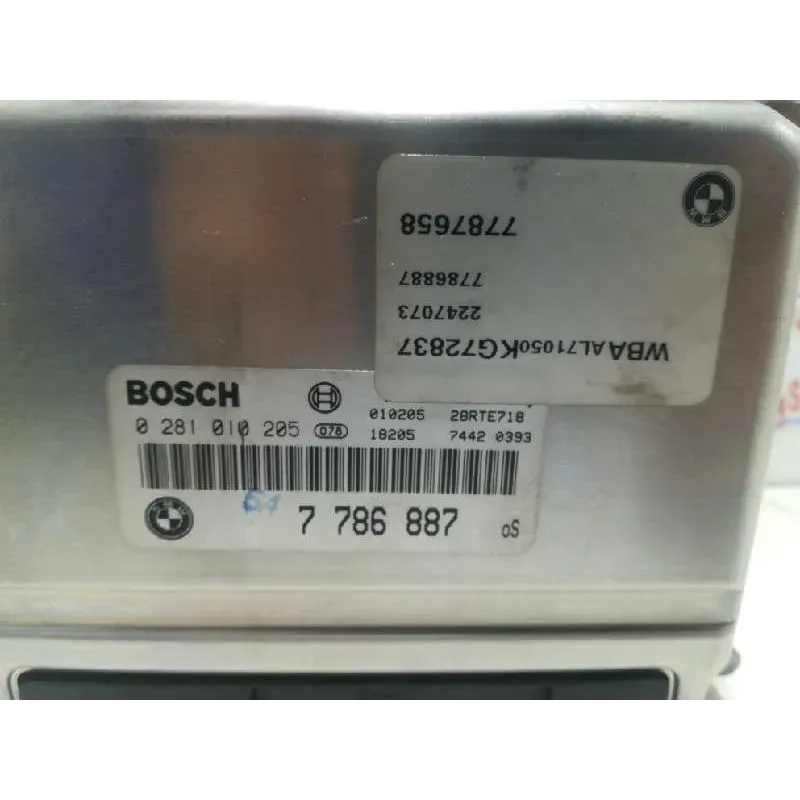 7787658
7786887
2247073
WBAAL71050KG72837
BOSCH
0 281 010 205 078
010205 28RTE718
18205 7442 0393
7 786 887 oS